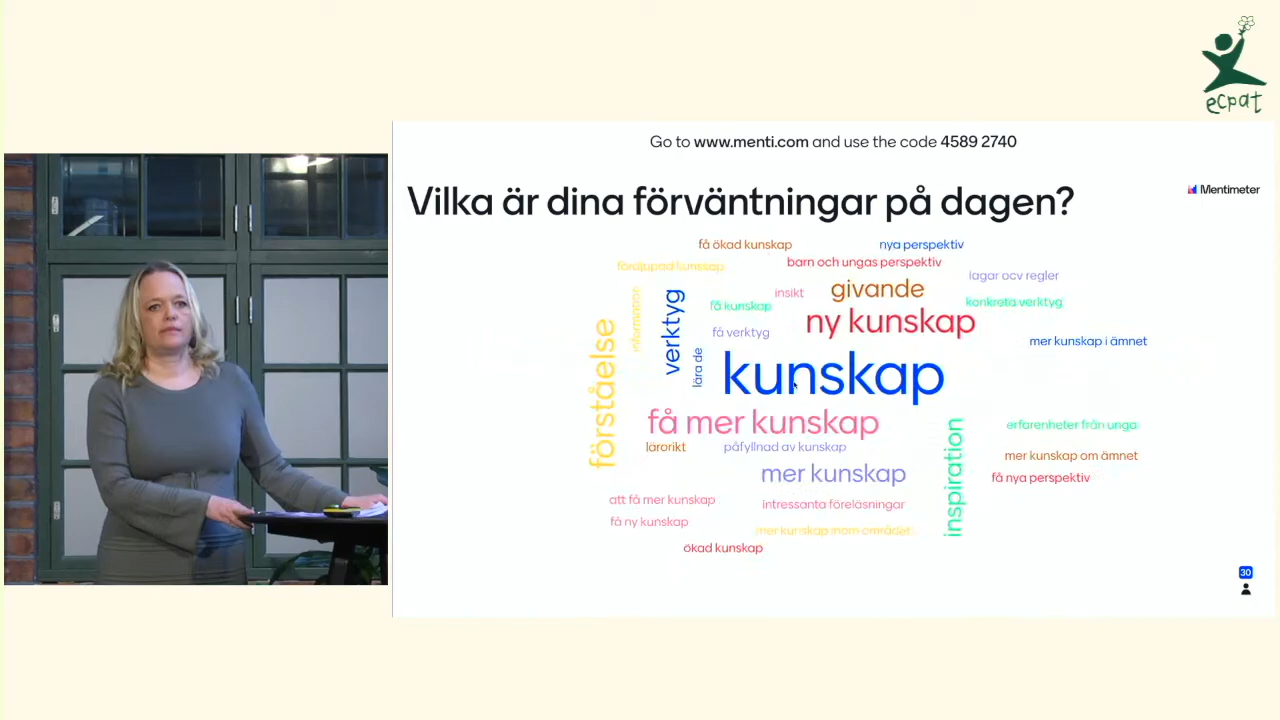 ecpat
Go to www.menti.com and use the code 4589 2740
Vilka är dina förväntningar på dagen?
Mentimeter
få ökad kunskap
nya perspektiv
fördjupad kunskap
barn och ungas perspektiv
lagar ocv regler
insikt
givande
konkreta verktyg
information
verktyg
få kunskap
ny kunskap
få verktyg
mer kunskap i ämnet
förståelse
lära de
kunskap
få mer kunskap
inspiration
erfarenheter från unga
lärorikt
påfyllnad av kunskap
mer kunskap om ämnet
mer kunskap
få nya perspektiv
att få mer kunskap
intressanta föreläsningar
få ny kunskap
mer kunskap inom området
ökad kunskap
30